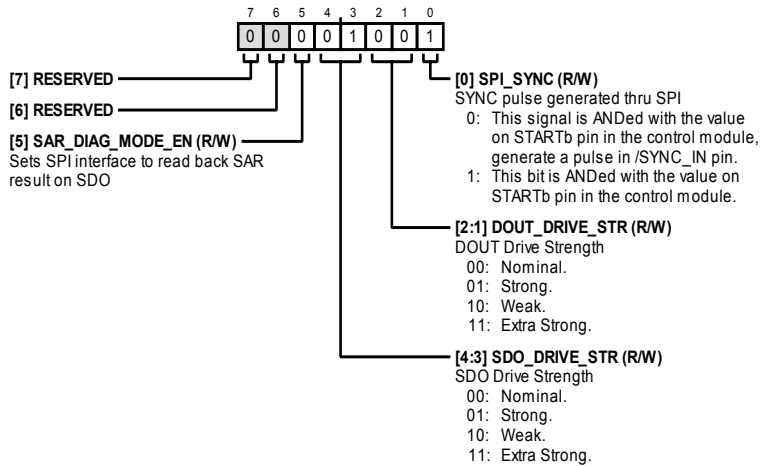 7 6 5 4 3 2 1 0
0 0 0 0 1 0 0 1
[7] RESERVED
[6] RESERVED
[5] SAR_DIAG_MODE_EN (R/W)
Sets SPI interface to read back SAR
result on SDO
[0] SPI_SYNC (R/W)
SYNC pulse generated thru SPI
0: This signal is ANDed with the value
on STARTb pin in the control module,
generate a pulse in /SYNC_IN pin.
1: This bit is ANDed with the value on
STARTb pin in the control module.
[2:1] DOUT_DRIVE_STR (R/W)
DOUT Drive Strength
00: Nominal.
01: Strong.
10: Weak.
11: Extra Strong.
[4:3] SDO_DRIVE_STR (R/W)
SDO Drive Strength
00: Nominal.
01: Strong.
10: Weak.
11: Extra Strong.